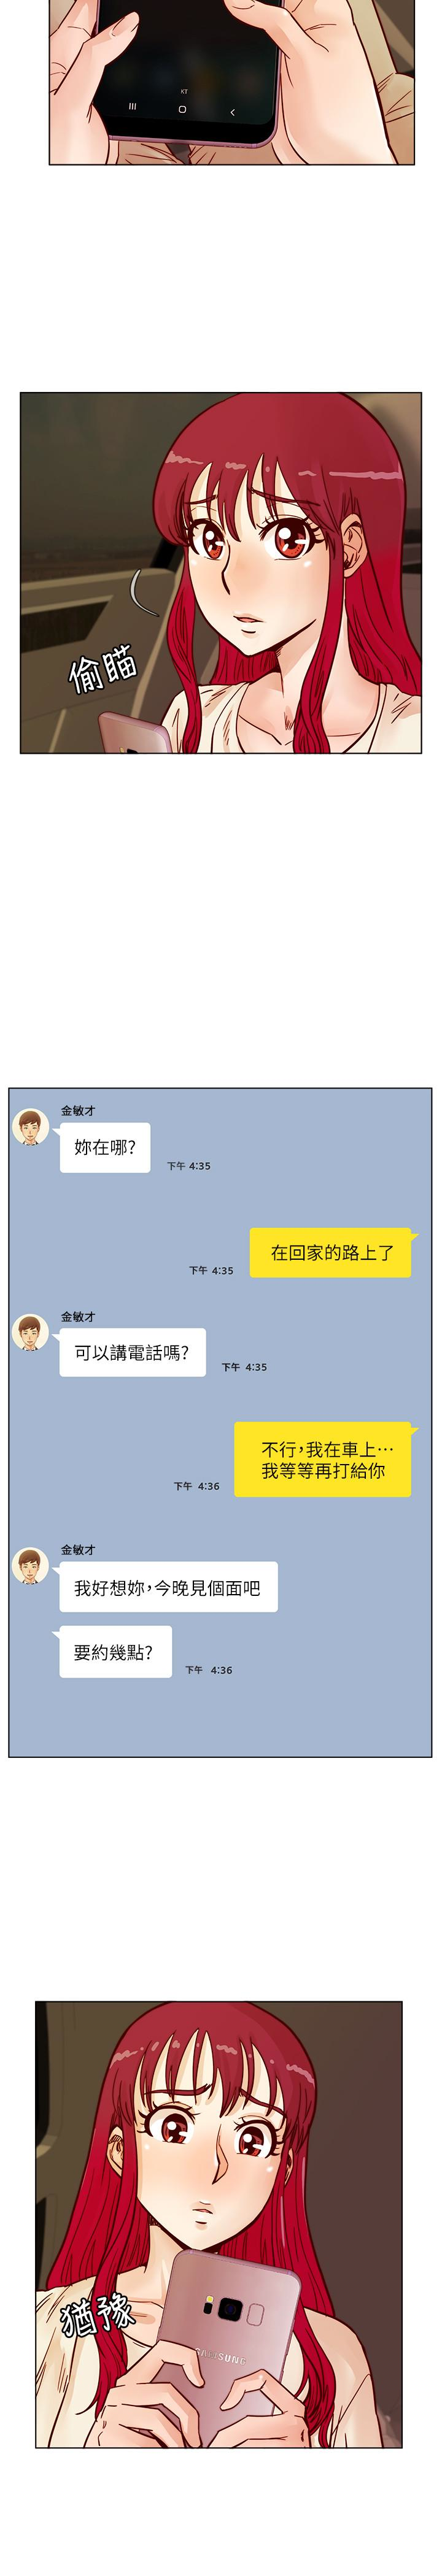 KT
偷瞄
金敏才
妳在哪?
下午 4:35
在回家的路上了
下午 4:35
金敏才
可以講電話嗎?
下午 4:35
不行,我在車上…
我等等再打給你
下午 4:36
金敏才
我好想妳,今晚見個面吧
要約幾點?
下午 4:36
猶豫
SAMSUNG